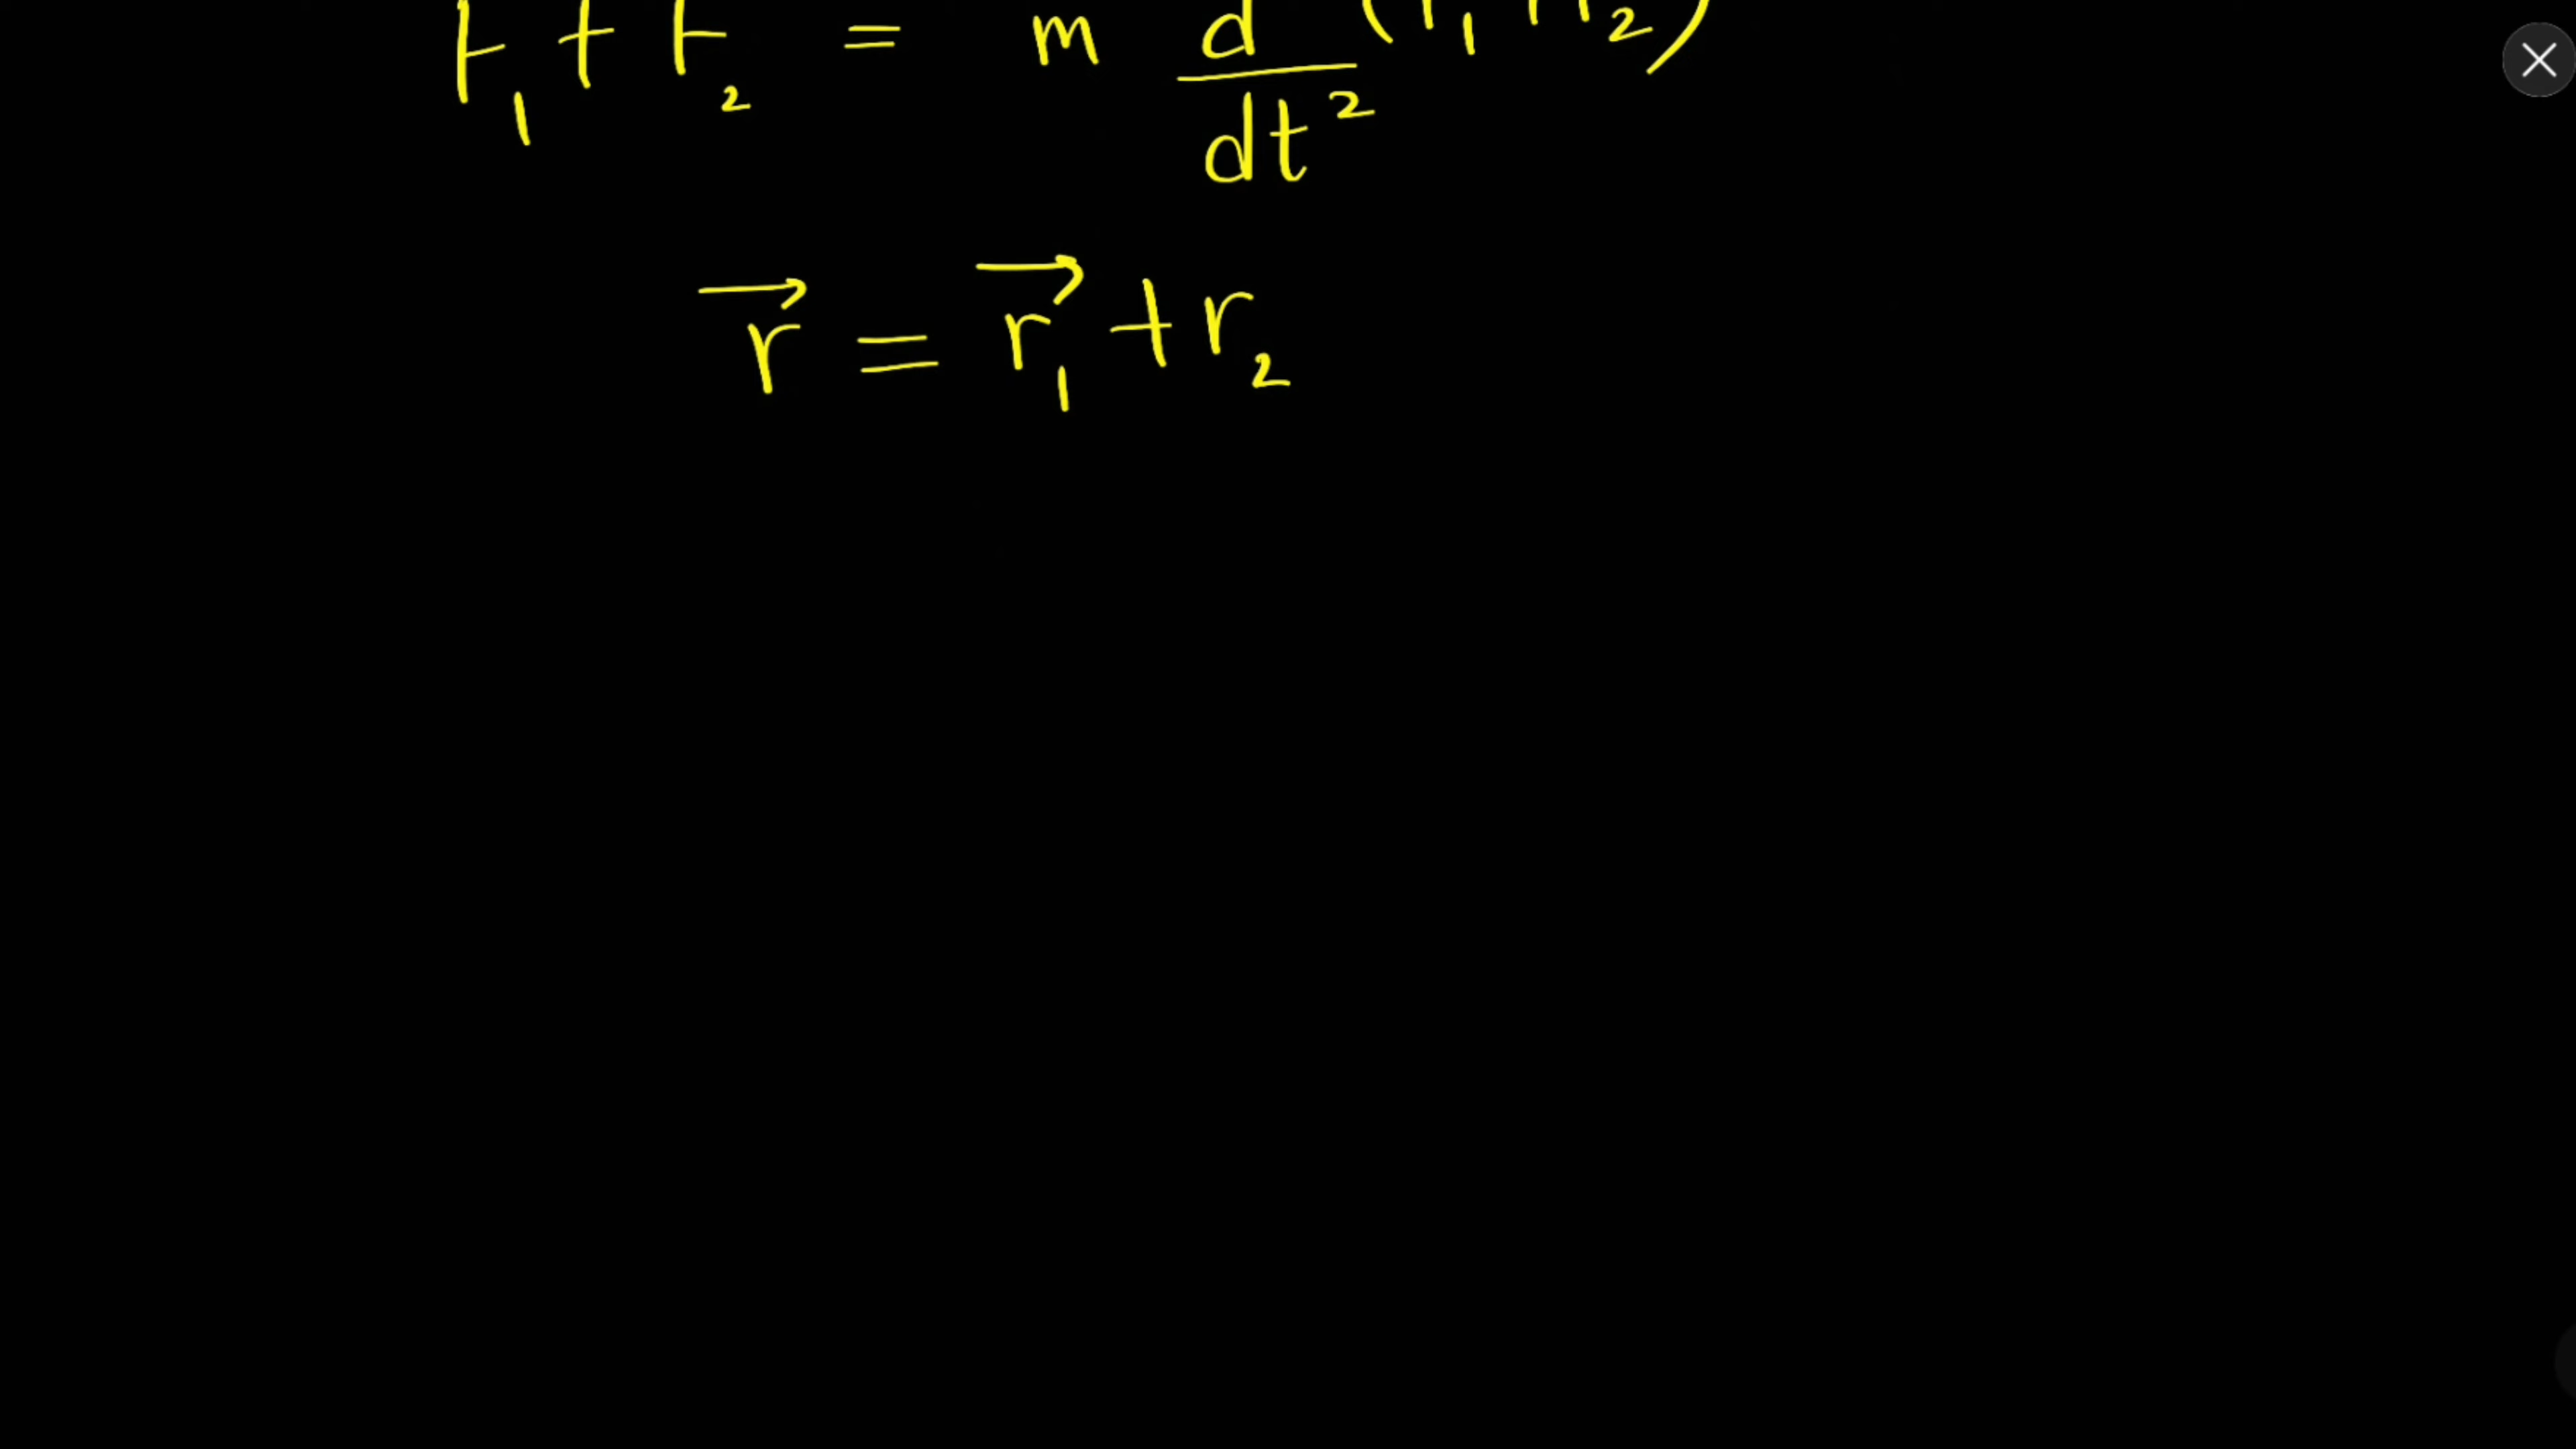 F₁ + F₂ = m d/dt² (r₁ + r₂)
r⃗ = r⃗₁ + r₂